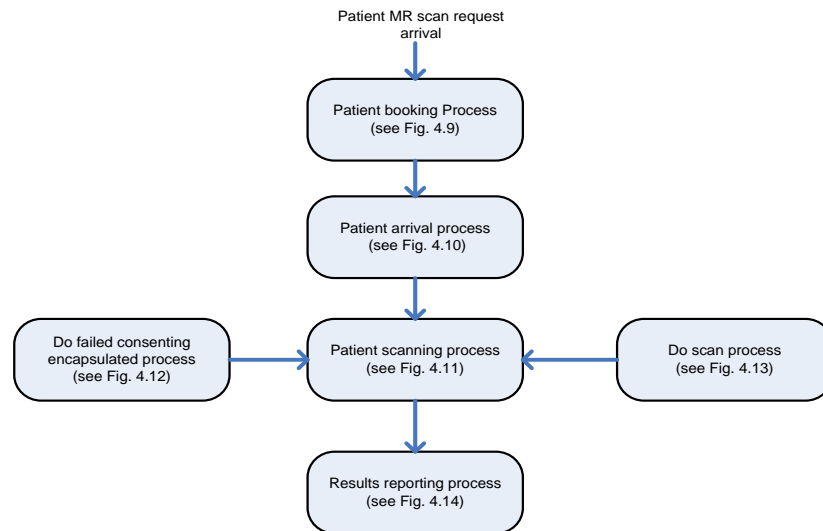 Patient MR scan request
arrival
Patient booking Process
(see Fig. 4.9)
Patient arrival process
(see Fig. 4.10)
Do failed consenting
encapsulated process
(see Fig. 4.12)
Patient scanning process
(see Fig. 4.11)
Do scan process
(see Fig. 4.13)
Results reporting process
(see Fig. 4.14)